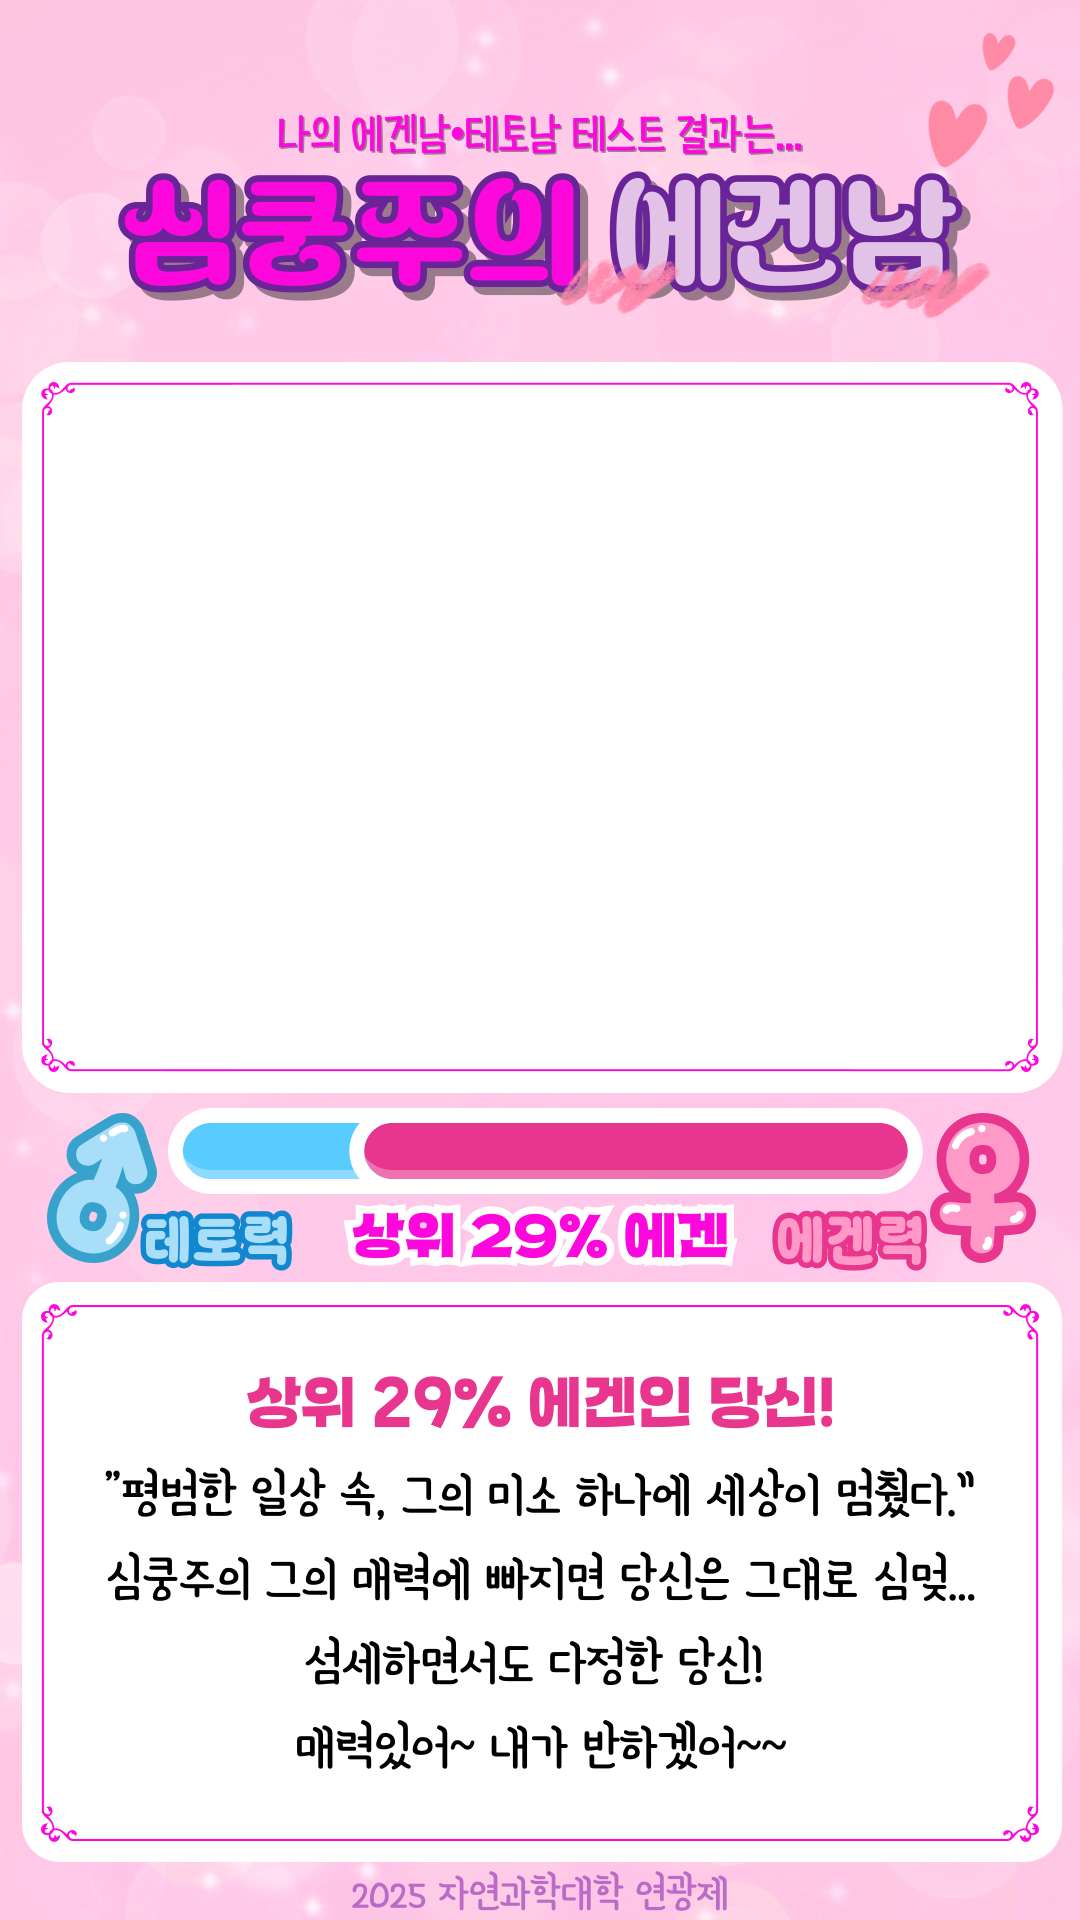 나의 에겐남•테토남 테스트 결과는...
심쿵주의 에겐남
테토력
상위 29% 에겐
에겐력
상위 29% 에겐인 당신!
"평범한 일상 속, 그의 미소 하나에 세상이 멈췄다."
심쿵주의 그의 매력에 빠지면 당신은 그대로 심멎...
섬세하면서도 다정한 당신!
매력있어~ 내가 반하겠어~~
2025 자연과학대학 연광제